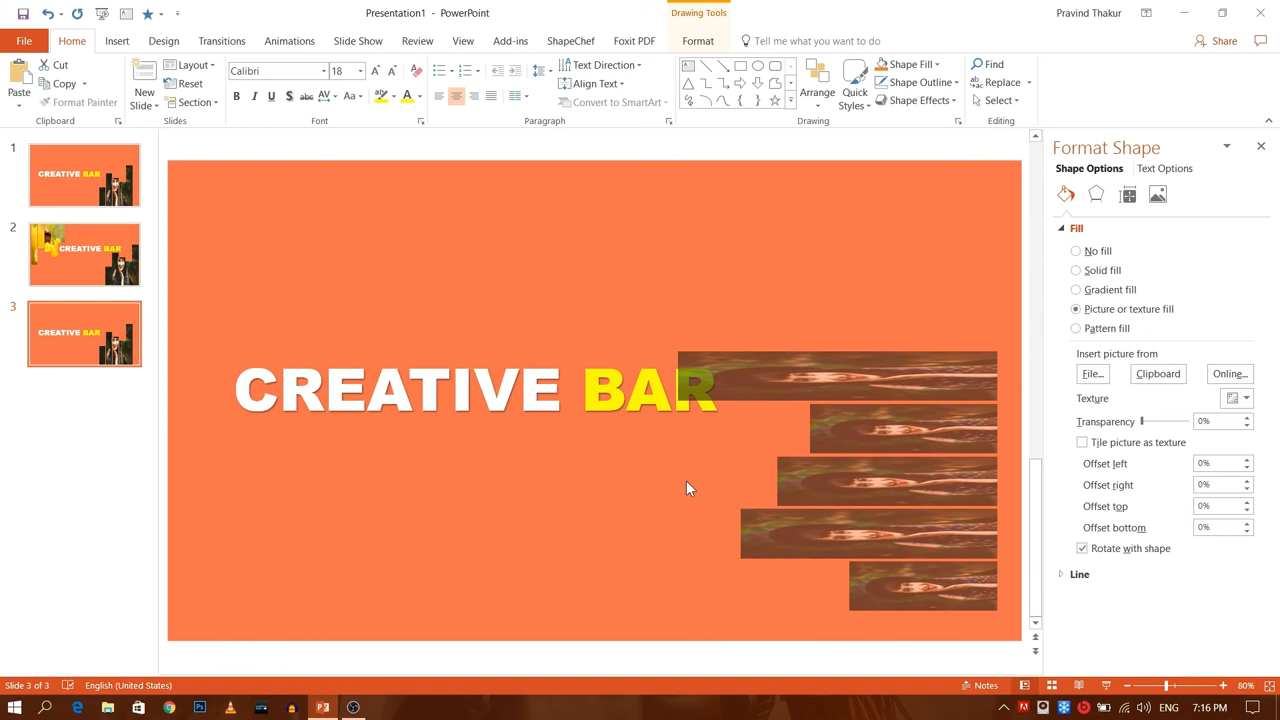 Presentation1 - PowerPoint
Drawing Tools
Pravind Thakur
File
Home
Insert
Design
Transitions
Animations
Slide Show
Review
View
Add-ins
ShapeChef
Foxit PDF
Format
Tell me what you want to do
Share
Paste
Cut
Copy
Format Painter
Clipboard
New Slide
Layout
Reset
Section
Slides
Calibri
18
Font
Text Direction
Align Text
Convert to SmartArt
Paragraph
Arrange
Quick Styles
Shape Fill
Shape Outline
Shape Effects
Drawing
Find
Replace
Select
Editing
1
CREATIVE BAR
2
CREATIVE BAR
3
CREATIVE BAR
CREATIVE BAR
Format Shape
Shape Options
Text Options
Fill
No fill
Solid fill
Gradient fill
Picture or texture fill
Pattern fill
Insert picture from
File...
Clipboard
Online...
Texture
Transparency
0%
Tile picture as texture
Offset left
0%
Offset right
0%
Offset top
0%
Offset bottom
0%
Rotate with shape
Line
Slide 3 of 3
English (United States)
Notes
80%
ENG
7:16 PM